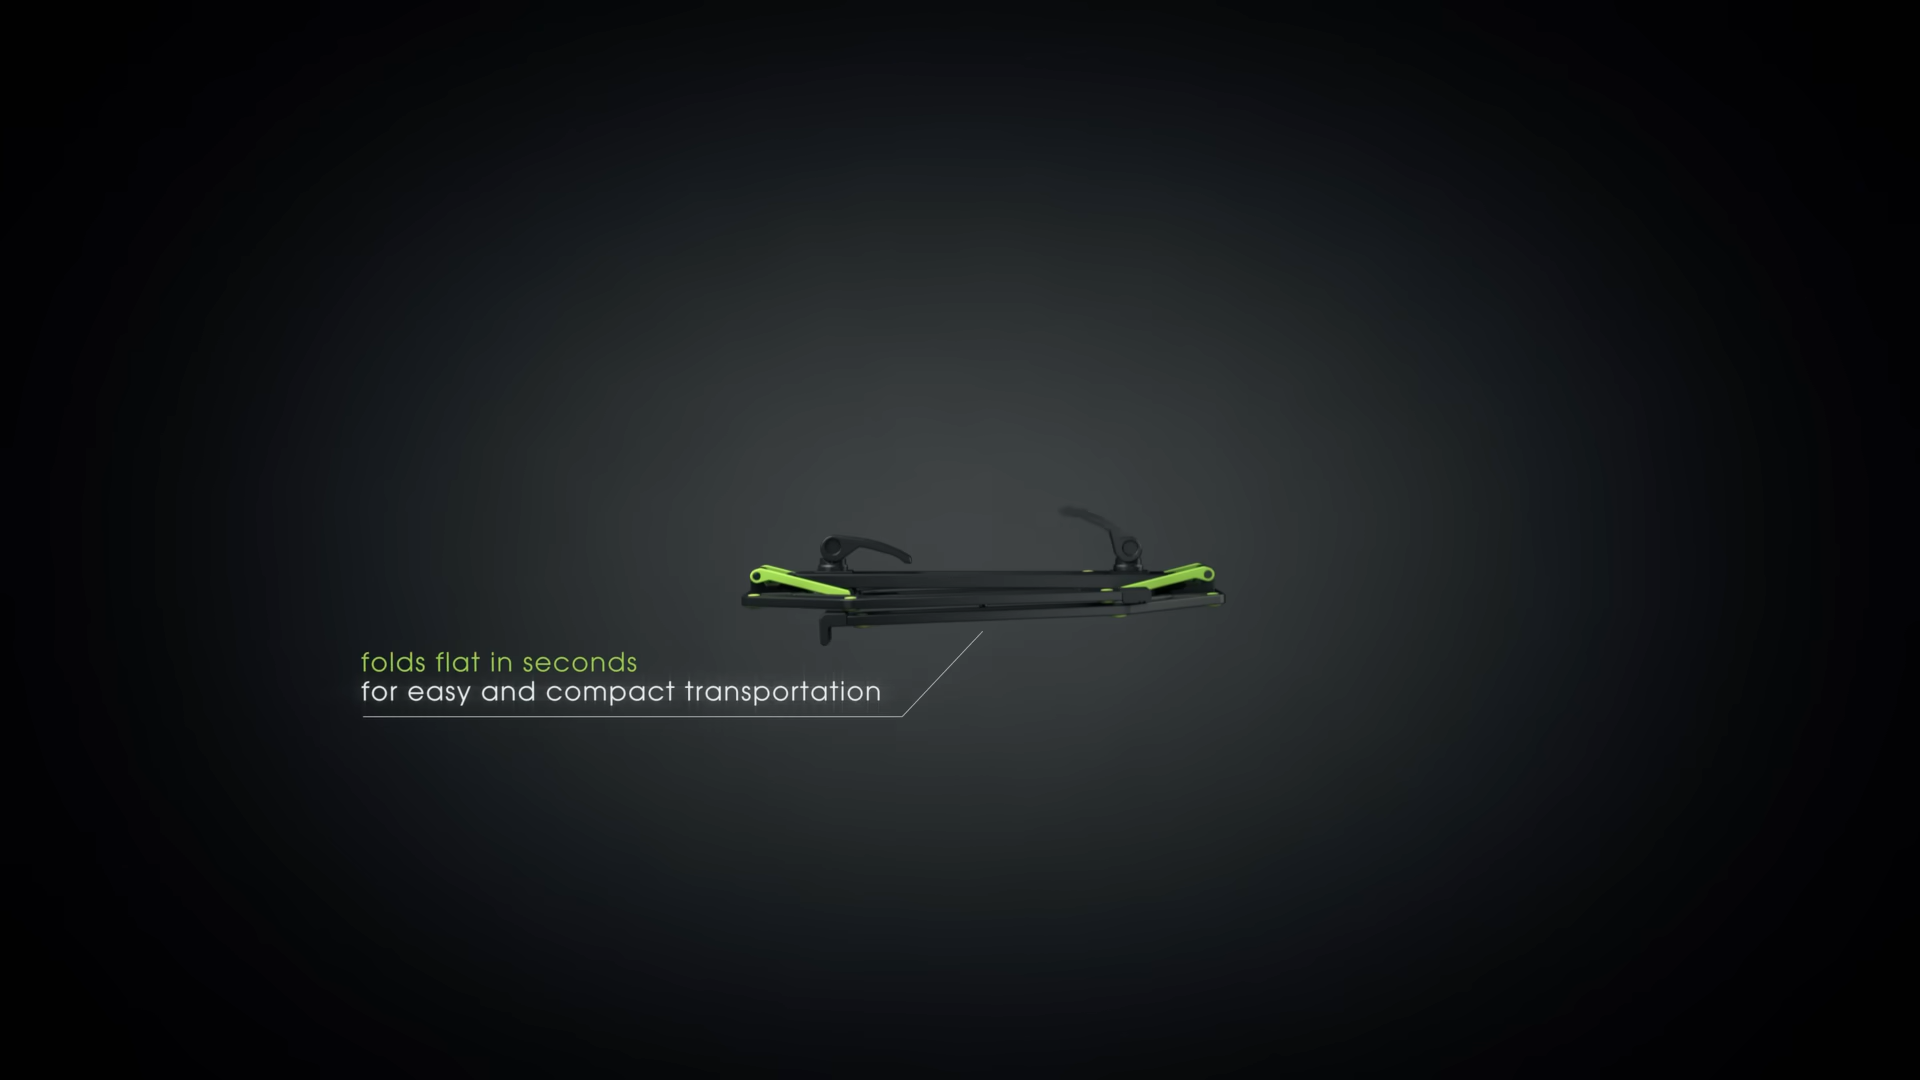 folds flat in seconds
for easy and compact transportation